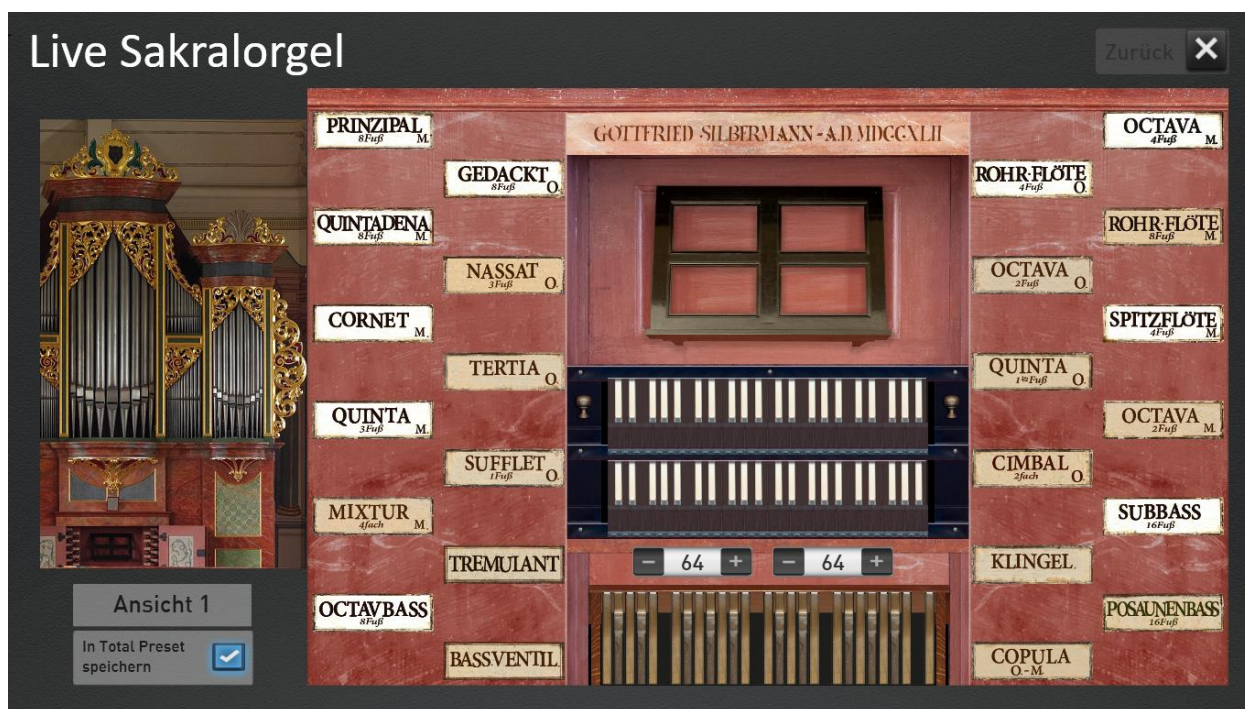 Live Sakralorgel
Zurück
PRINZIPAL
8Fuß M.
GEDACKT
8Fuß O.
QUINTADENA
8Fuß M.
NASSAT
3Fuß O.
CORNET
M.
TERTIA
O.
QUINTA
3Fuß M.
SUFFLET
1Fuß O.
MIXTUR
4fach M.
TREMULANT
OCTAVBASS
8Fuß
BASSVENTIL
GOTTFRIED SILBERMANN - A.D. MDCCXLII
64
64
OCTAVA
4Fuß M.
ROHR·FLÖTE
4Fuß O.
ROHR·FLÖTE
8Fuß M.
OCTAVA
2Fuß O.
SPITZFLÖTE
4Fuß M.
QUINTA
1½Fuß O.
OCTAVA
2Fuß M.
CIMBAL
2fach O.
SUBBASS
16Fuß
KLINGEL.
POSAUNENBASS
16Fuß
COPULA
O.-M.
Ansicht 1
In Total Preset
speichern